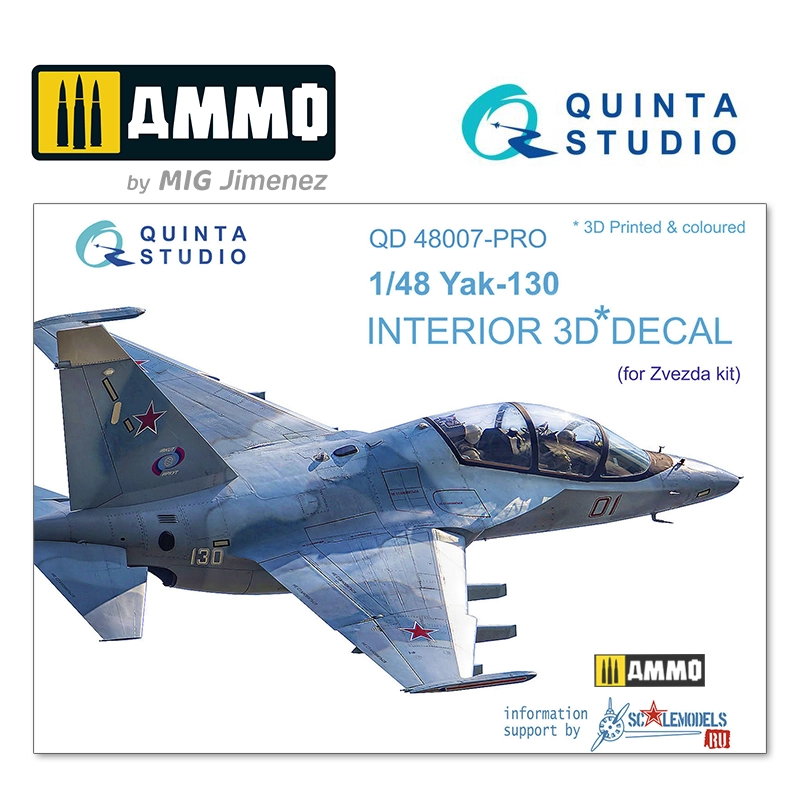 AMMO
by MIG Jimenez
QUINTA
STUDIO
QUINTA
STUDIO
QD 48007-PRO
* 3D Printed & coloured
1/48 Yak-130
INTERIOR 3D*DECAL
(for Zvezda kit)
01
130
AMMO
information
support by
SCALEMODELS
RU